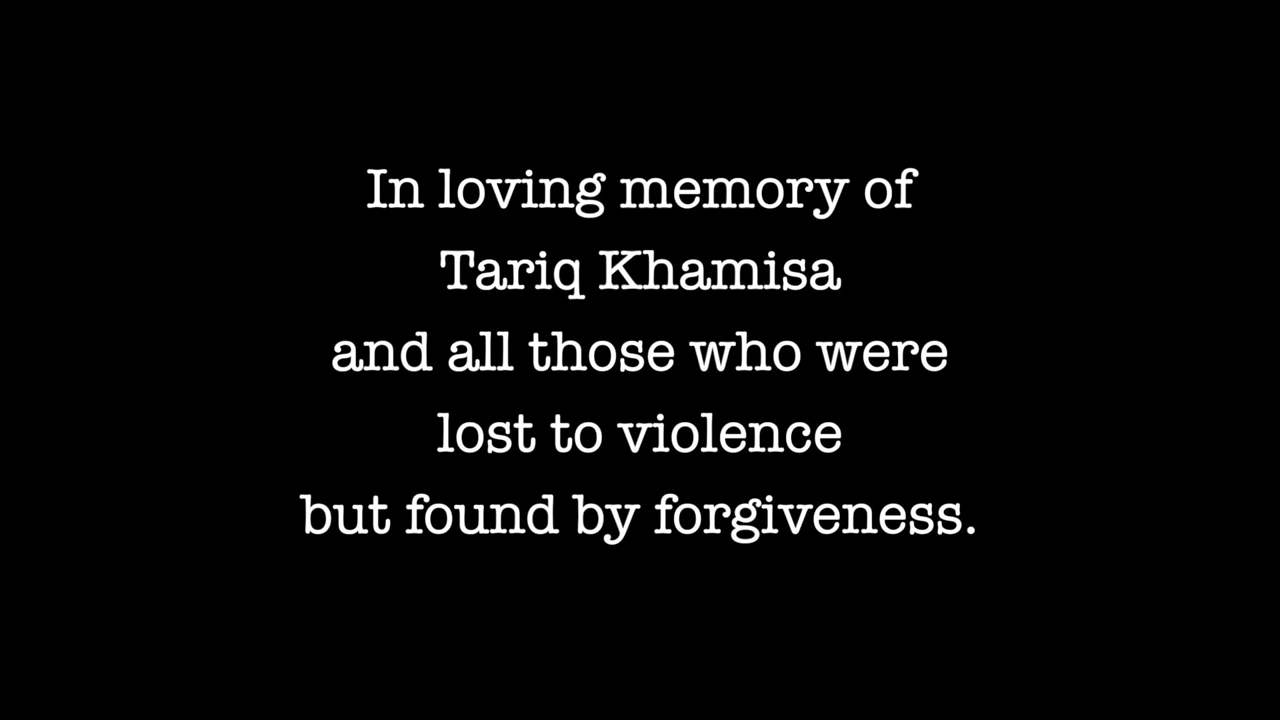 In loving memory of
Tariq Khamisa
and all those who were
lost to violence
but found by forgiveness.